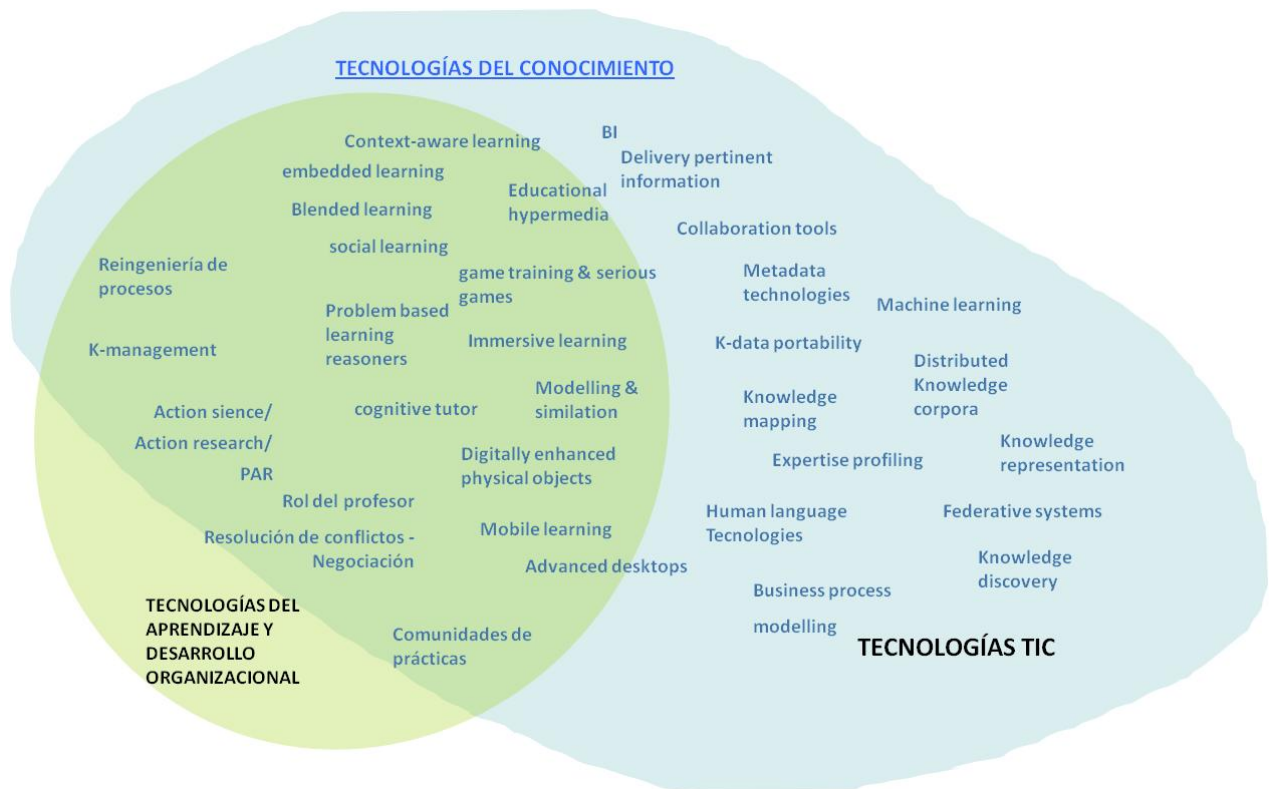 TECNOLOGÍAS DEL CONOCIMIENTO
Context-aware learning
embedded learning
Blended learning
social learning
Educational
hypermedia
BI
Delivery pertinent
information
Collaboration tools
Reingeniería de
procesos
game training & serious
games
Metadata
technologies
Machine learning
K-management
Problem based
learning
reasoners
Immersive learning
K-data portability
Distributed
Knowledge
corpora
Action sience/
Action research/
PAR
cognitive tutor
Modelling &
similation
Knowledge
mapping
Digitally enhanced
physical objects
Expertise profiling
Knowledge
representation
Rol del profesor
Resolución de conflictos -
Negociación
Mobile learning
Advanced desktops
Human language
Tecnologies
Federative systems
Knowledge
discovery
Business process
modelling
TECNOLOGÍAS DEL
APRENDIZAJE Y
DESARROLLO
ORGANIZACIONAL
Comunidades de
prácticas
TECNOLOGÍAS TIC